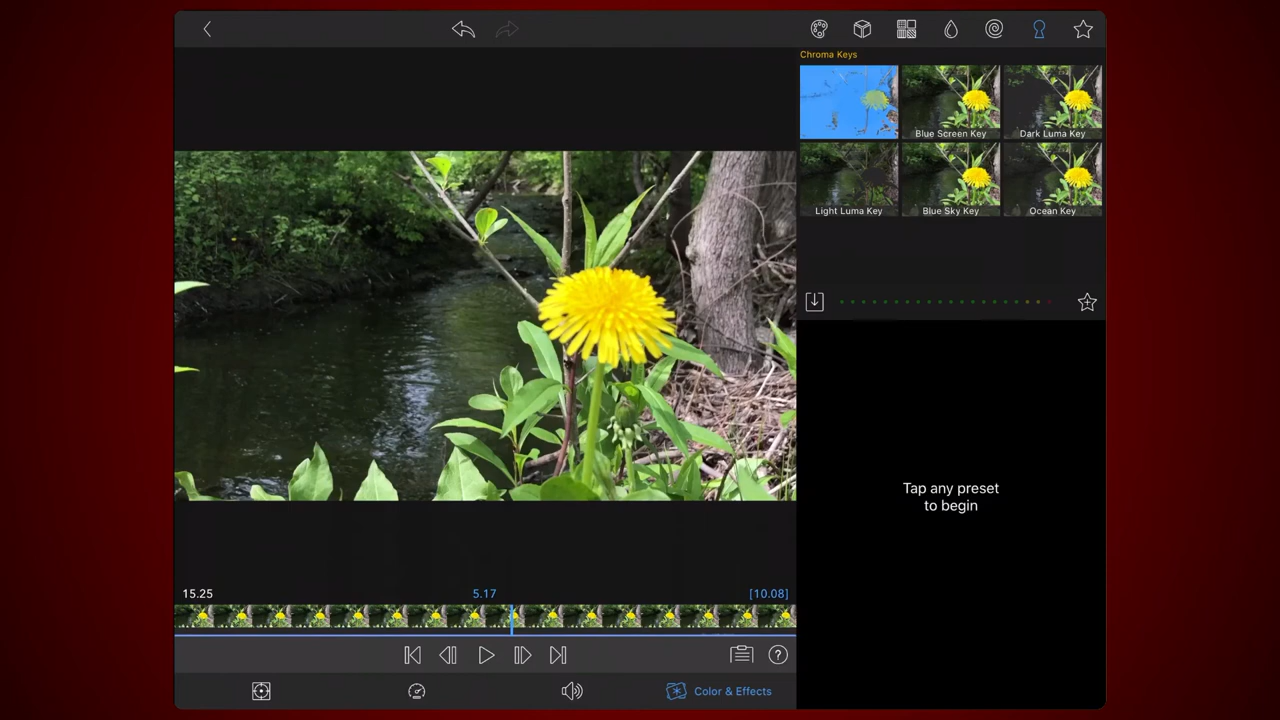 Chroma Keys
Blue Screen Key
Dark Luma Key
Light Luma Key
Blue Sky Key
Ocean Key
Tap any preset
to begin
15.25
5.17
[10.08]
?
Color & Effects